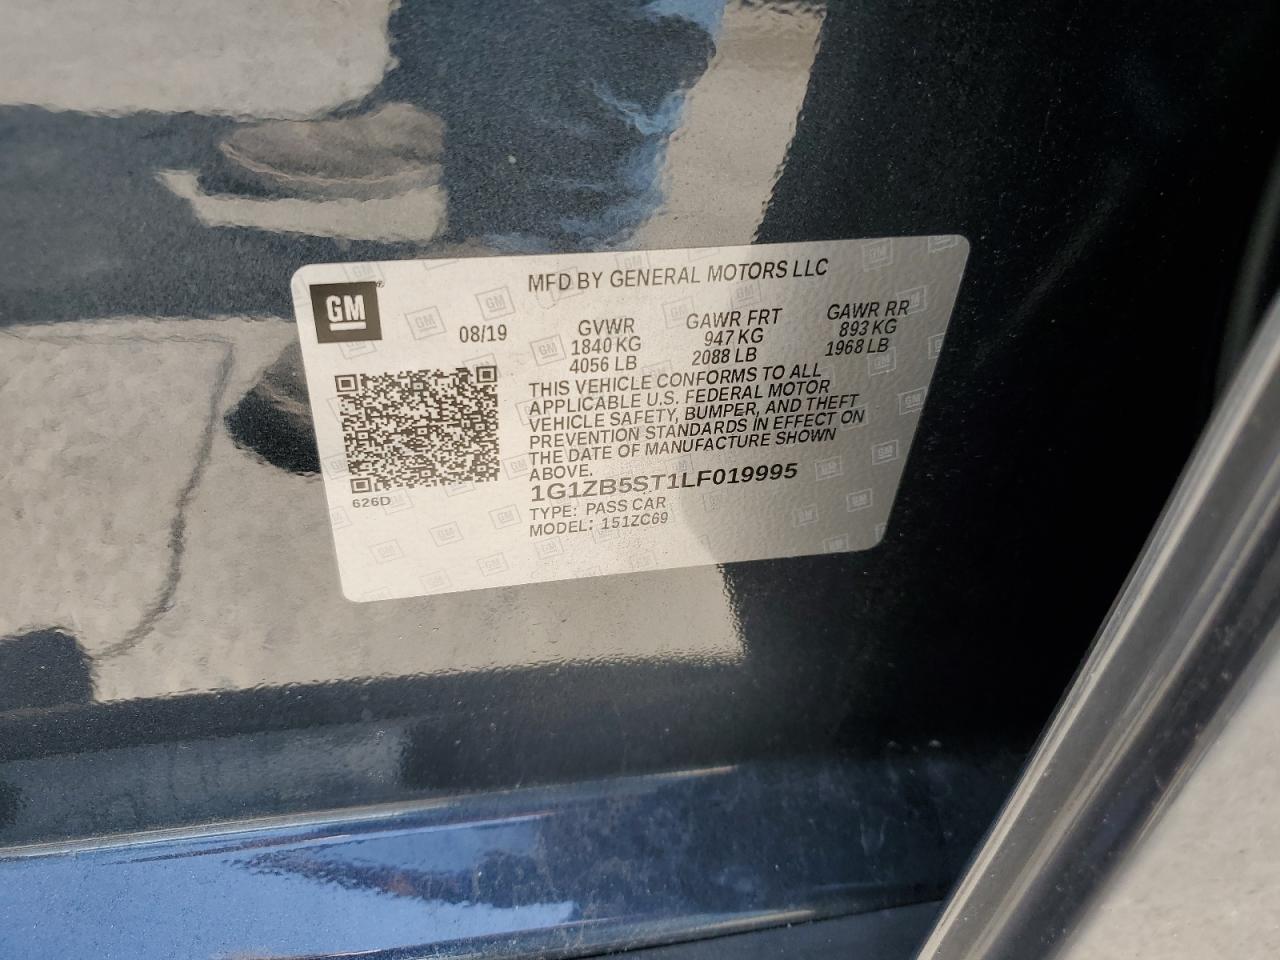 MFD BY GENERAL MOTORS LLC
GM®
08/19 GVWR GAWR FRT GAWR RR
1840 KG 947 KG 893 KG
4056 LB 2088 LB 1968 LB
THIS VEHICLE CONFORMS TO ALL
APPLICABLE U.S. FEDERAL MOTOR
VEHICLE SAFETY, BUMPER, AND THEFT
PREVENTION STANDARDS IN EFFECT ON
THE DATE OF MANUFACTURE SHOWN
ABOVE.
626D
1G1ZB5ST1LF019995
TYPE: PASS CAR
MODEL: 151ZC69